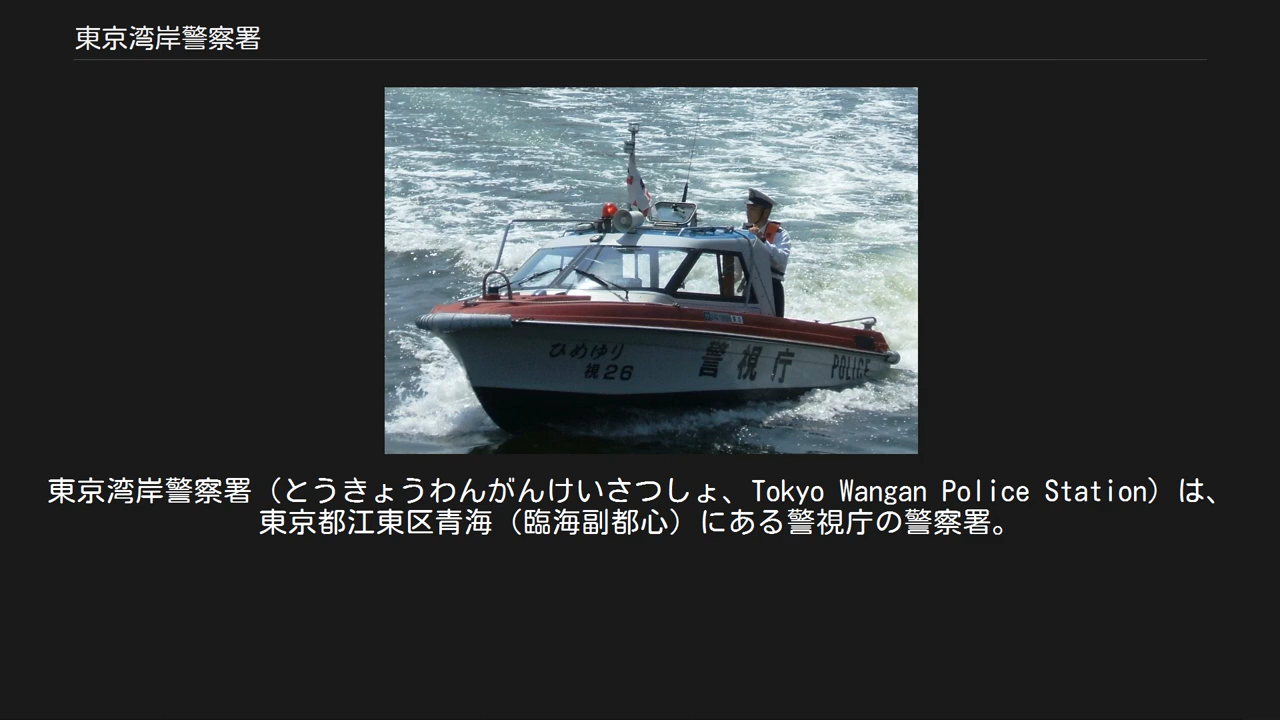 東京湾岸警察署
ひめゆり
視26
警視庁
POLICE
東京湾岸警察署（とうきょうわんがんけいさつしょ、Tokyo Wangan Police Station）は、
東京都江東区青海（臨海副都心）にある警視庁の警察署。